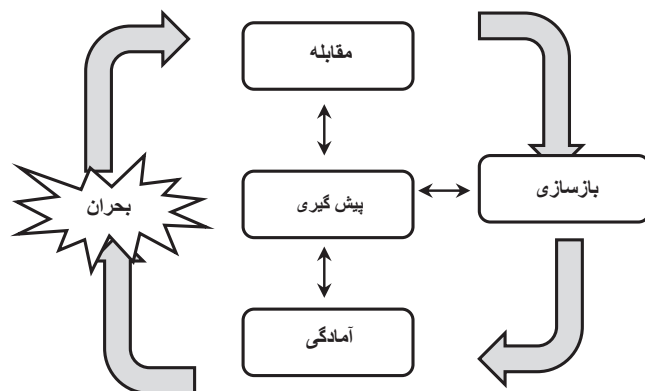 مقابله
بازسازی
پیش گیری
بحران
آمادگی